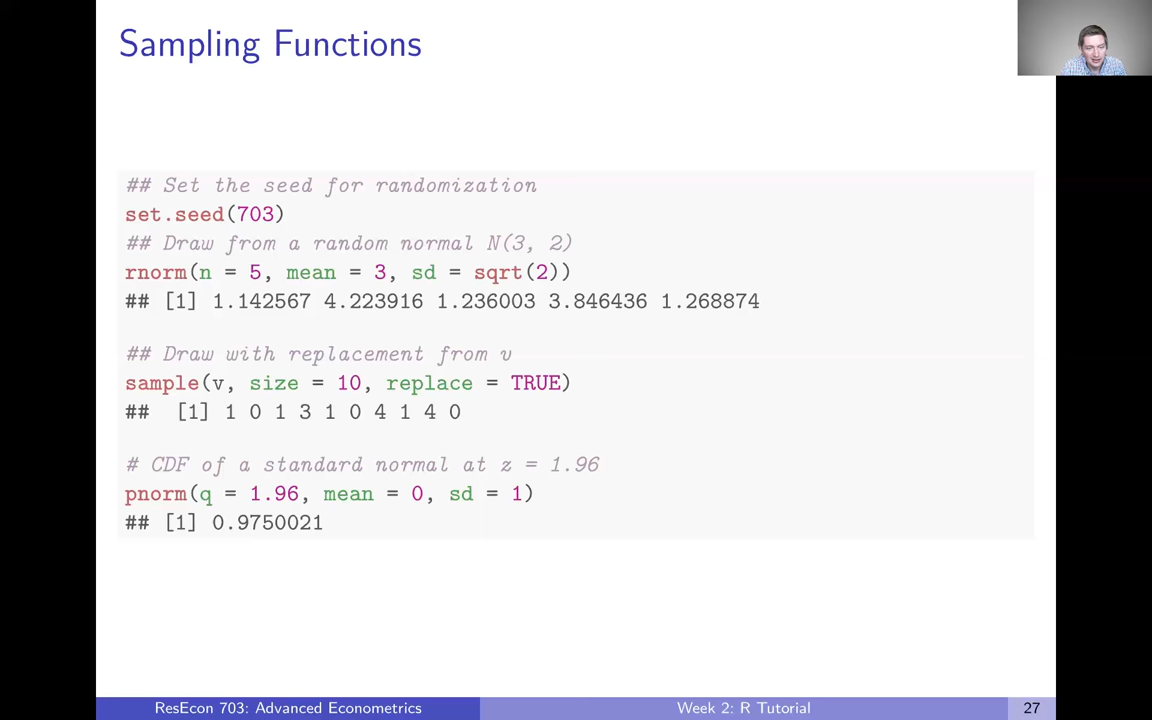 Sampling Functions
## Set the seed for randomization
set.seed(703)
## Draw from a random normal N(3, 2)
rnorm(n = 5, mean = 3, sd = sqrt(2))
## [1] 1.142567 4.223916 1.236003 3.846436 1.268874
## Draw with replacement from v
sample(v, size = 10, replace = TRUE)
##  [1] 1 0 1 3 1 0 4 1 4 0
# CDF of a standard normal at z = 1.96
pnorm(q = 1.96, mean = 0, sd = 1)
## [1] 0.9750021
ResEcon 703: Advanced Econometrics
Week 2: R Tutorial
27